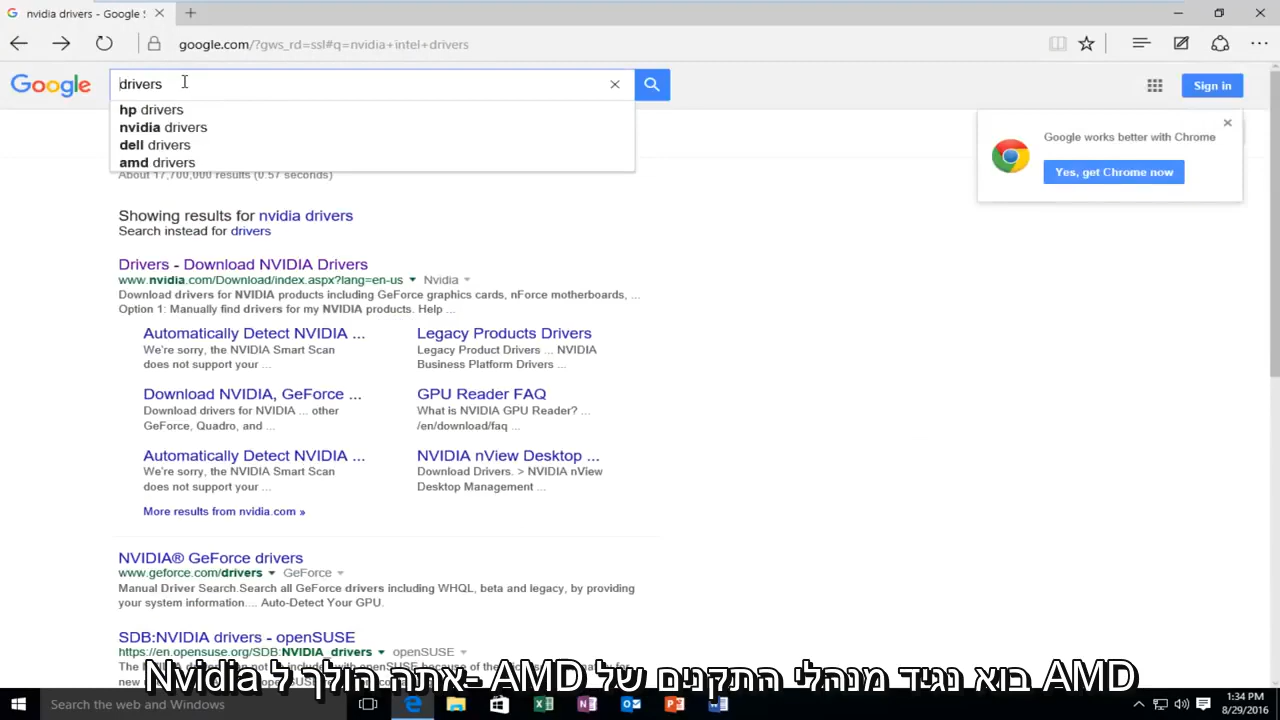 nvidia drivers - Google S
google.com/?gws_rd=ssl#q=nvidia+intel+drivers
Google
drivers
Sign in
hp drivers
nvidia drivers
dell drivers
amd drivers
Google works better with Chrome
Yes, get Chrome now
About 17,700,000 results (0.57 seconds)
Showing results for nvidia drivers
Search instead for drivers
Drivers - Download NVIDIA Drivers
www.nvidia.com/Download/index.aspx?lang=en-us Nvidia
Download drivers for NVIDIA products including GeForce graphics cards, nForce motherboards, ...
Option 1: Manually find drivers for my NVIDIA products. Help ...
Automatically Detect NVIDIA ...
We're sorry, the NVIDIA Smart Scan
does not support your ...
Legacy Products Drivers
Legacy Product Drivers ... NVIDIA
Business Platform Drivers ...
Download NVIDIA, GeForce ...
Download drivers for NVIDIA ... other
GeForce, Quadro, and ...
GPU Reader FAQ
What is NVIDIA GPU Reader? ...
/en/download/faq ...
Automatically Detect NVIDIA ...
We're sorry, the NVIDIA Smart Scan
does not support your ...
NVIDIA nView Desktop ...
Download Drivers. > NVIDIA nView
Desktop Management ...
More results from nvidia.com »
NVIDIA® GeForce drivers
www.geforce.com/drivers GeForce
Manual Driver Search.Search all GeForce drivers including WHQL, beta and legacy, by providing
your system information.... Auto-Detect Your GPU.
SDB:NVIDIA drivers - openSUSE
https://en.opensuse.org/SDB:NVIDIA_drivers openSUSE
AMD בוא נגיד מנהלי התקנים של AMD -אתה הולך ל Nvidia
Search the web and Windows
1:34 PM
8/29/2016